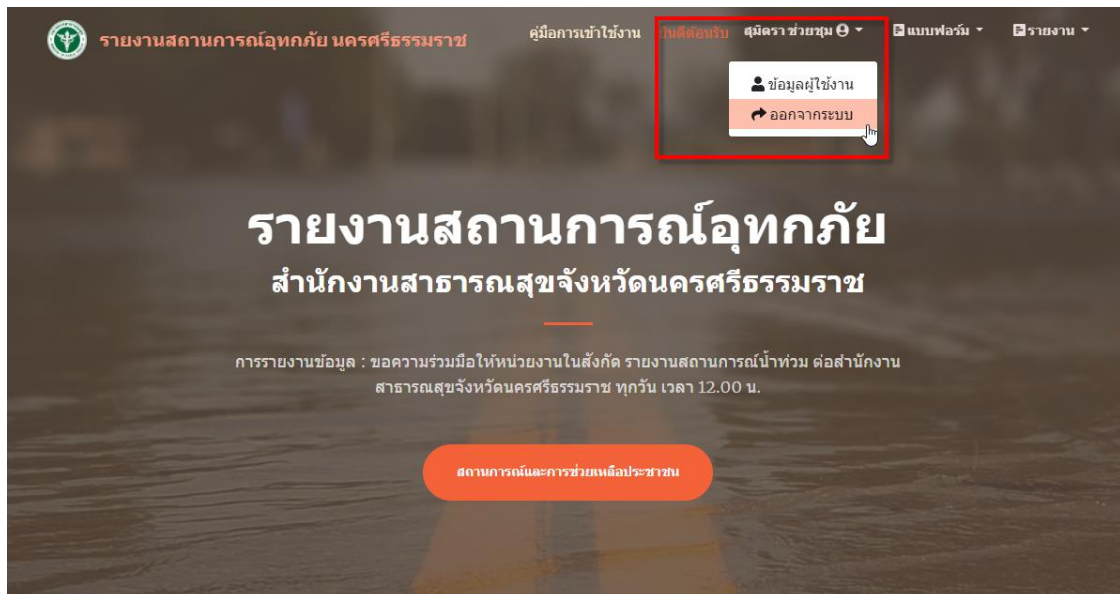 รายงานสถานการณ์อุทกภัย นครศรีธรรมราช
คู่มือการเข้าใช้งาน ยินดีต้อนรับ สุมิตรา ช่วยชุม แบบฟอร์ม รายงาน
ข้อมูลผู้ใช้งาน
ออกจากระบบ
รายงานสถานการณ์อุทกภัย
สำนักงานสาธารณสุขจังหวัดนครศรีธรรมราช
การรายงานข้อมูล : ขอความร่วมมือให้หน่วยงานในสังกัด รายงานสถานการณ์น้ำท่วม ต่อสำนักงาน
สาธารณสุขจังหวัดนครศรีธรรมราช ทุกวัน เวลา 12.00 น.
สถานการณ์และการช่วยเหลือประชาชน